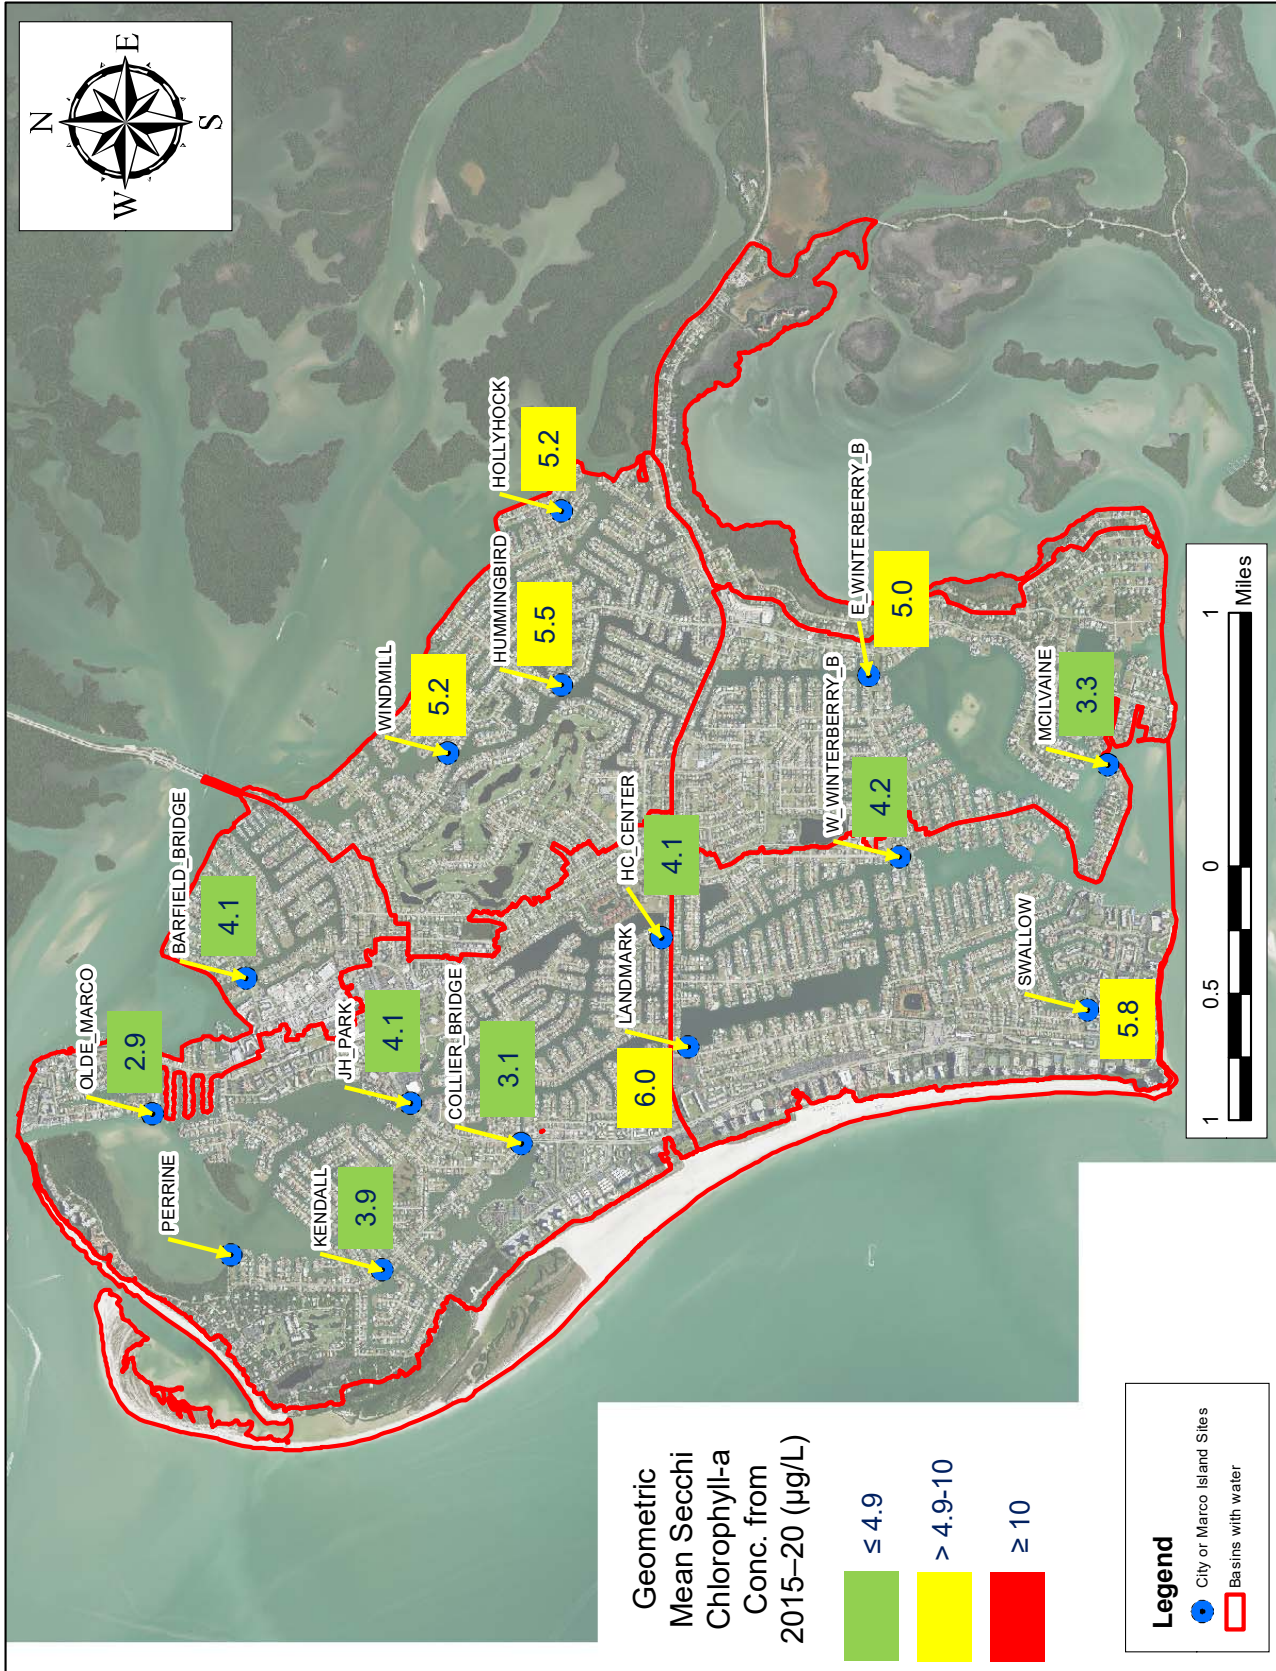 N
E
S
W
HOLLYHOCK
5.2
HUMMINGBIRD
5.5
WINDMILL
5.2
BARFIELD_BRIDGE
4.1
OLDE_MARCO
2.9
JH_PARK
4.1
COLLIER_BRIDGE
3.1
PERRINE
KENDALL
3.9
HC_CENTER
4.1
LANDMARK
6.0
E_WINTERBERRY_B
5.0
W_WINTERBERRY_B
4.2
MCILVAINE
3.3
SWALLOW
5.8
1
0.5
0
1
Miles
Geometric
Mean Secchi
Chlorophyll-a
Conc. from
2015–20 (µg/L)
≤ 4.9
> 4.9-10
≥ 10
Legend
City or Marco Island Sites
Basins with water